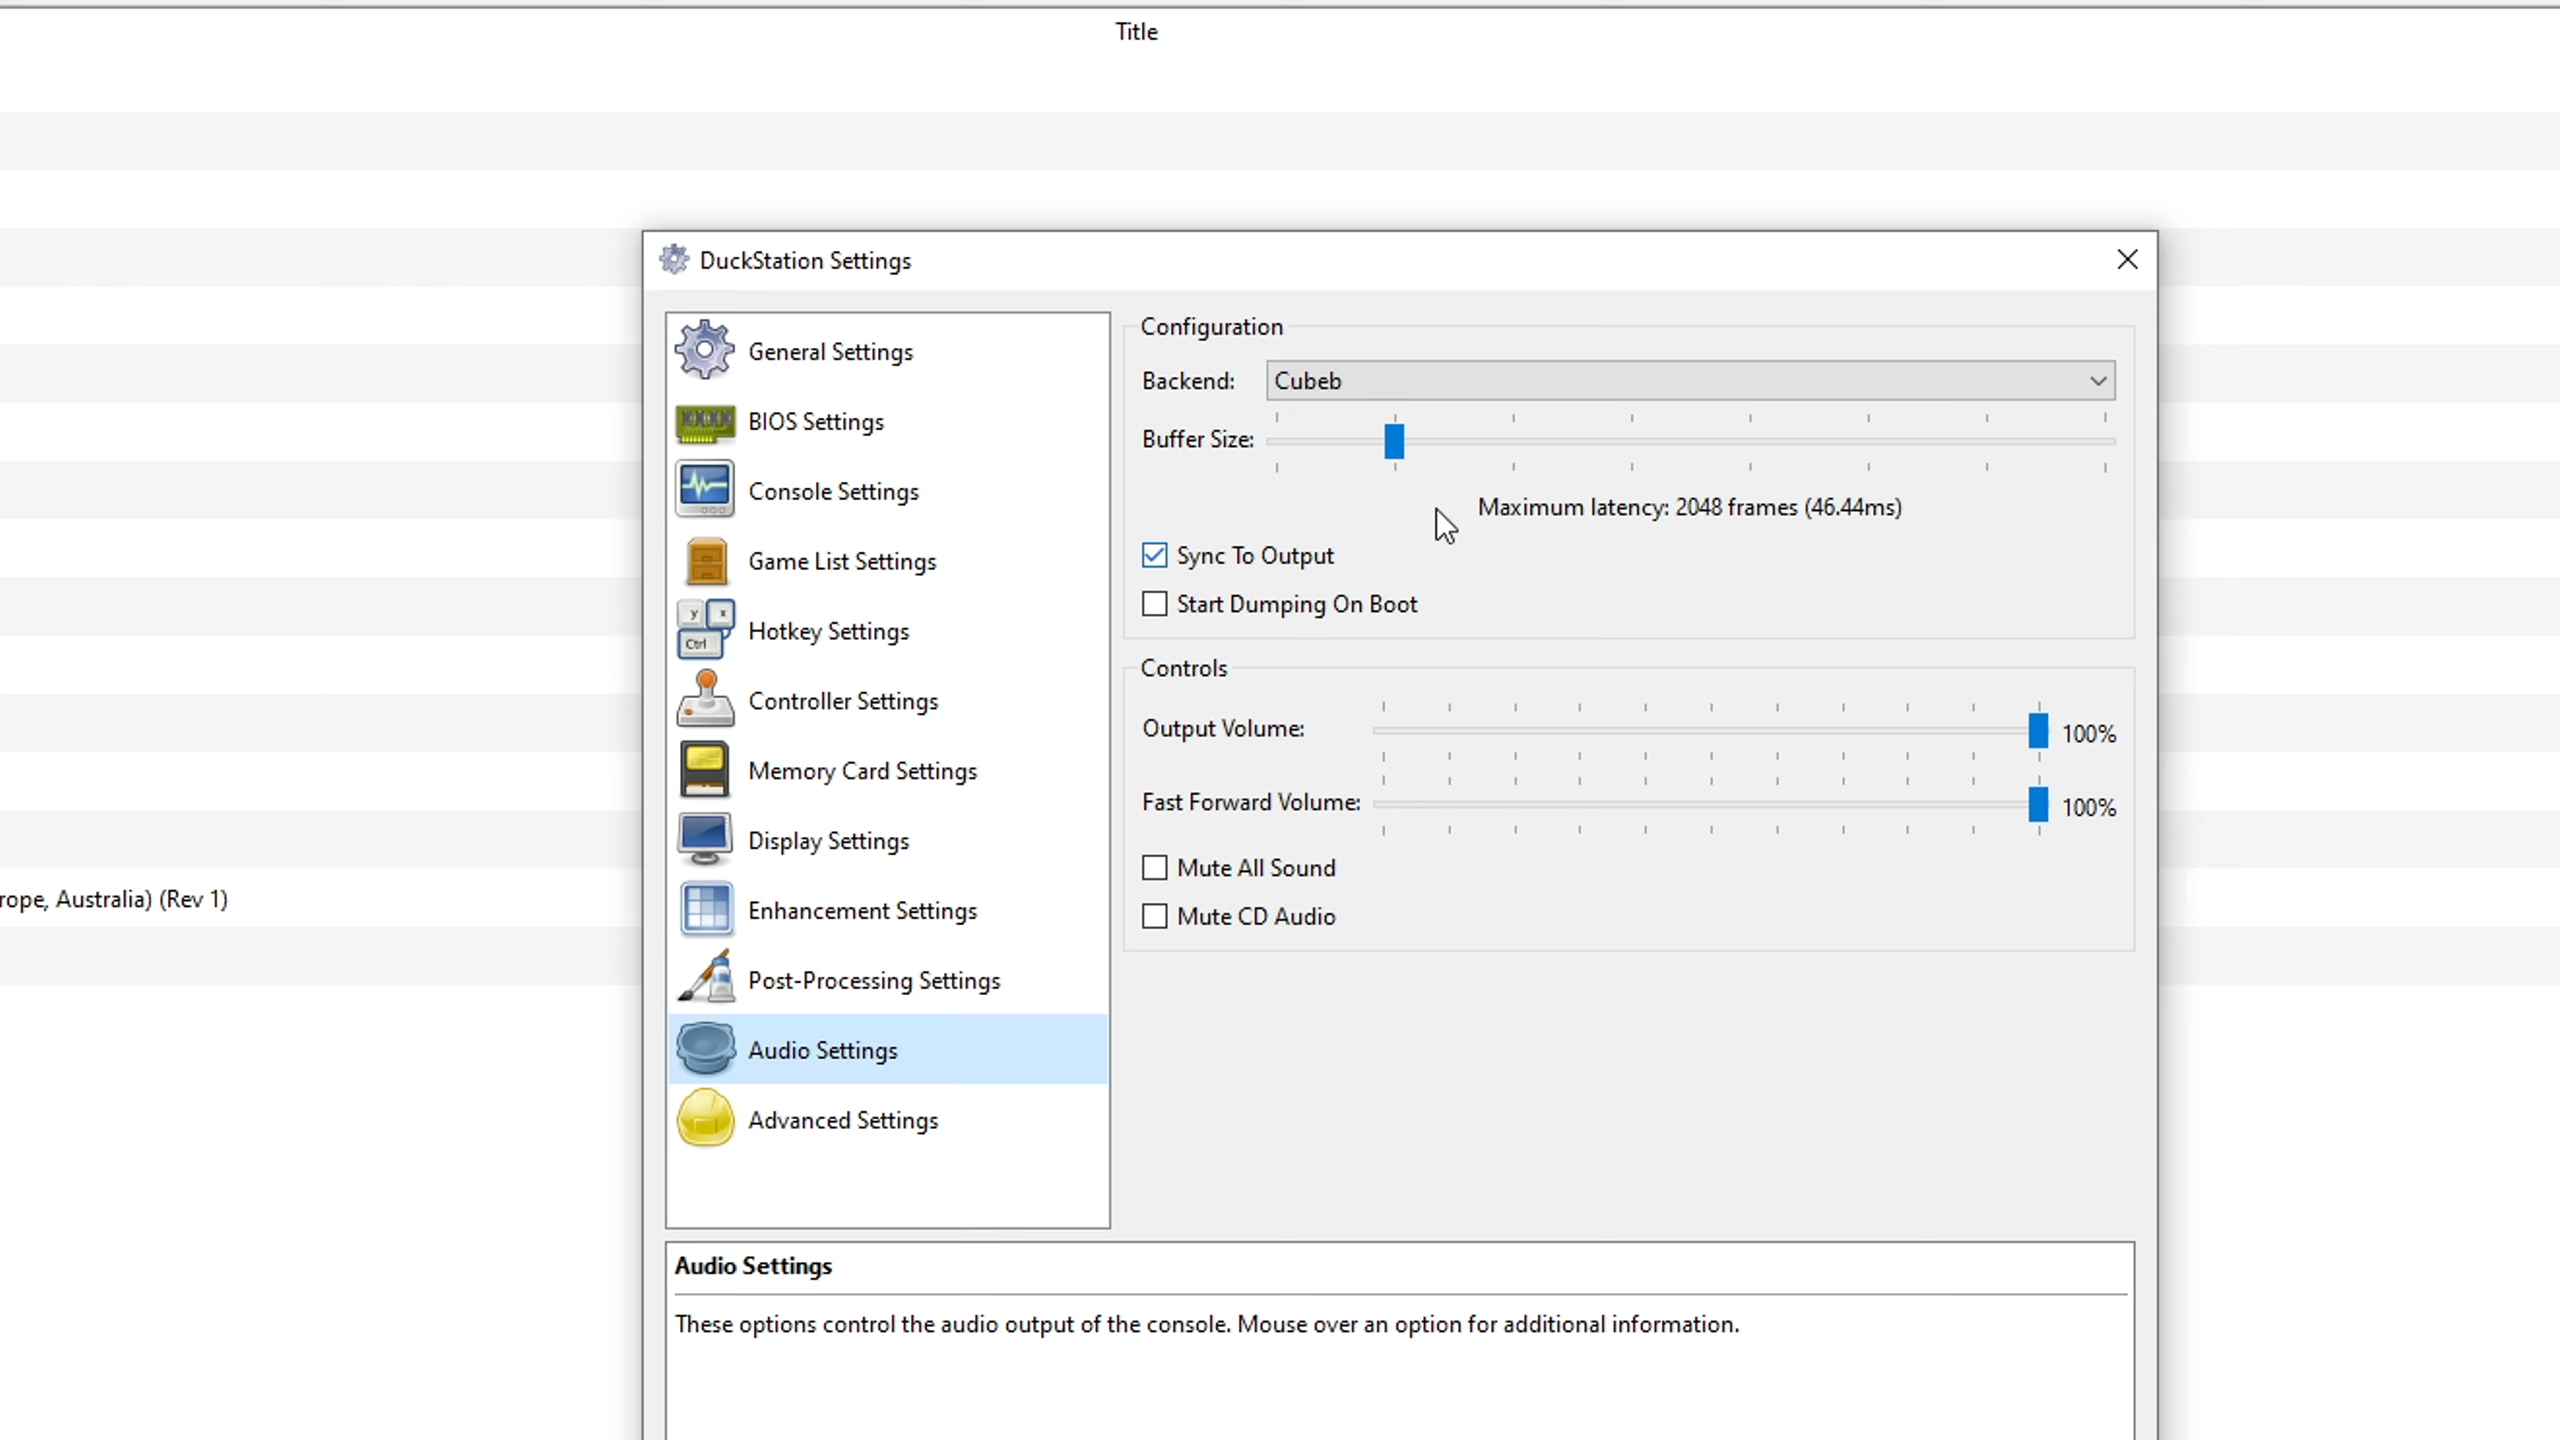 Title
DuckStation Settings
General Settings
BIOS Settings
Console Settings
Game List Settings
y x
Ctrl
Hotkey Settings
Controller Settings
Memory Card Settings
Display Settings
Enhancement Settings
Post-Processing Settings
Audio Settings
Advanced Settings
Configuration
Backend: Cubeb
Buffer Size:
Maximum latency: 2048 frames (46.44ms)
Sync To Output
Start Dumping On Boot
Controls
Output Volume: 100%
Fast Forward Volume: 100%
Mute All Sound
Mute CD Audio
Australia) (Rev 1)
Audio Settings
These options control the audio output of the console. Mouse over an option for additional information.